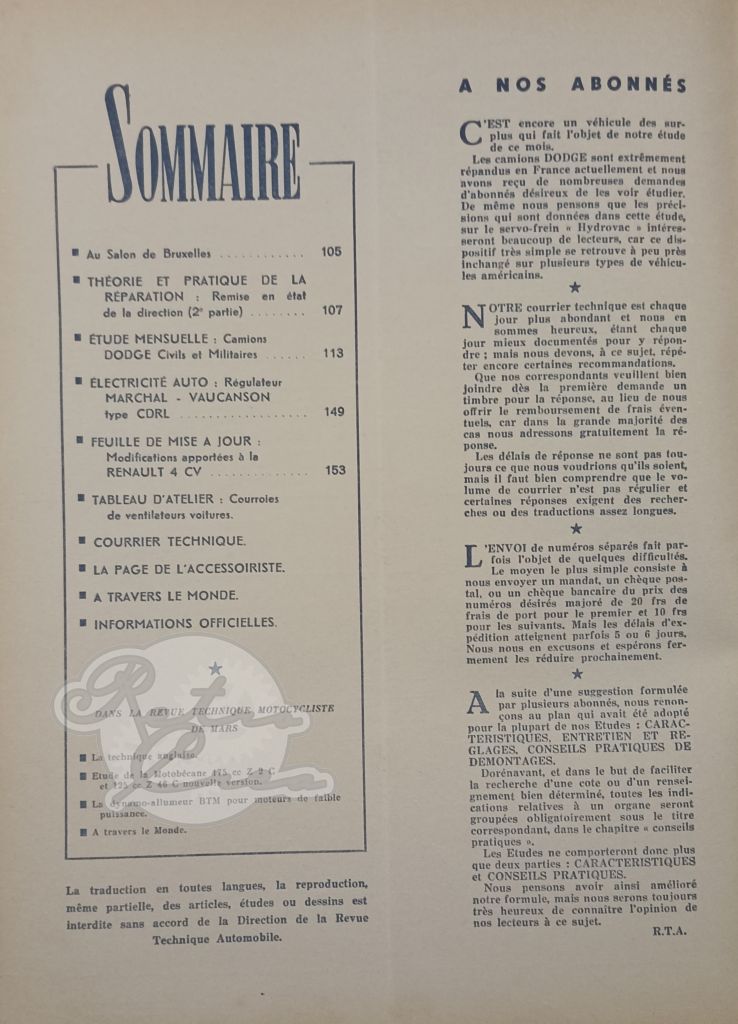 SOMMAIRE
■ Au Salon de Bruxelles ............ 105
■ THÉORIE ET PRATIQUE DE LA
RÉPARATION : Remise en état
de la direction (2e partie) ........ 107
■ ÉTUDE MENSUELLE : Camions
DODGE Civils et Militaires ...... 113
■ ÉLECTRICITÉ AUTO : Régulateur
MARCHAL - VAUCANSON
type CDRL .................. 149
■ FEUILLE DE MISE A JOUR :
Modifications apportées à la
RENAULT 4 CV .............. 153
■ TABLEAU D'ATELIER : Courroies
de ventilateurs voitures.
■ COURRIER TECHNIQUE.
■ LA PAGE DE L'ACCESSOIRISTE.
■ A TRAVERS LE MONDE.
■ INFORMATIONS OFFICIELLES.
★
DANS LA REVUE TECHNIQUE MOTOCYCLISTE
DE MARS
■ La technique anglaise.
■ Etude de la Motobécane 175 cc Z 2 C
et 125 cc Z 46 C nouvelle version.
■ La dynamo-allumeur BTM pour moteurs de faible
puissance.
■ A travers le Monde.
La traduction en toutes langues, la reproduction,
même partielle, des articles, études ou dessins est
interdite sans accord de la Direction de la Revue
Technique Automobile.
A NOS ABONNÉS
C'EST encore un véhicule des sur-
plus qui fait l'objet de notre étude
de ce mois.
Les camions DODGE sont extrêmement
répandus en France actuellement et nous
avons reçu de nombreuses demandes
d'abonnés désireux de les voir étudier.
De même nous pensons que les préci-
sions qui sont données dans cette étude,
sur le servo-frein « Hydrovac » intéres-
seront beaucoup de lecteurs, car ce dis-
positif très simple se retrouve à peu près
inchangé sur plusieurs types de véhicu-
les américains.
★
NOTRE courrier technique est chaque
jour plus abondant et nous en
sommes heureux, étant chaque
jour mieux documentés pour y répon-
dre ; mais nous devons, à ce sujet, répé-
ter encore certaines recommandations.
Que nos correspondants veuillent bien
joindre dès la première demande un
timbre pour la réponse, au lieu de nous
offrir le remboursement de frais éven-
tuels, car dans la grande majorité des
cas nous adressons gratuitement la ré-
ponse.
Les délais de réponse ne sont pas tou-
jours ce que nous voudrions qu'ils soient,
mais il faut bien comprendre que le vo-
lume de courrier n'est pas régulier et
certaines réponses exigent des recher-
ches ou des traductions assez longues.
★
L'ENVOI de numéros séparés fait par-
fois l'objet de quelques difficultés.
Le moyen le plus simple consiste à
nous envoyer un mandat, un chèque pos-
tal, ou un chèque bancaire du prix des
numéros désirés majoré de 20 frs de
frais de port pour le premier et 10 frs
pour les suivants. Mais les délais d'ex-
pédition atteignent parfois 5 ou 6 jours.
Nous nous en excusons et espérons fer-
mement les réduire prochainement.
★
A la suite d'une suggestion formulée
par plusieurs abonnés, nous renon-
çons au plan qui avait été adopté
pour la plupart de nos Etudes : CARAC-
TERISTIQUES, ENTRETIEN ET RE-
GLAGES, CONSEILS PRATIQUES DE
DEMONTAGES.
Dorénavant, et dans le but de faciliter
la recherche d'une cote ou d'un rensei-
gnement bien déterminé, toutes les indi-
cations relatives à un organe seront
groupées obligatoirement sous le titre
correspondant, dans le chapitre « conseils
pratiques ».
Les Etudes ne comporteront donc plus
que deux parties : CARACTERISTIQUES
et CONSEILS PRATIQUES.
Nous pensons avoir ainsi amélioré
notre formule, mais nous serons toujours
très heureux de connaître l'opinion de
nos lecteurs à ce sujet.
R.T.A.